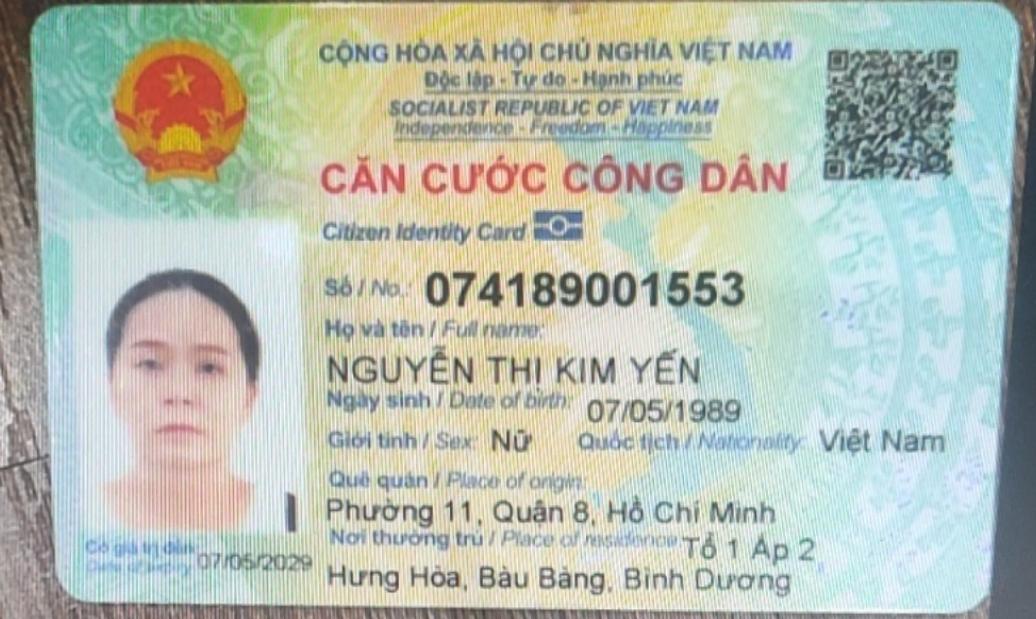 CỘNG HÒA XÃ HỘI CHỦ NGHĨA VIỆT NAM
Độc lập - Tự do - Hạnh phúc
SOCIALIST REPUBLIC OF VIET NAM
Independence - Freedom - Happiness
CĂN CƯỚC CÔNG DÂN
Citizen Identity Card
Số / No.: 074189001553
Họ và tên / Full name:
NGUYỄN THỊ KIM YẾN
Ngày sinh / Date of birth: 07/05/1989
Giới tính / Sex: Nữ Quốc tịch / Nationality: Việt Nam
Quê quán / Place of origin:
Phường 11, Quận 8, Hồ Chí Minh
Nơi thường trú / Place of residence: Tổ 1 Ấp 2
Hưng Hòa, Bàu Bàng, Bình Dương
Có giá trị đến: 07/05/2029
Date of expiry